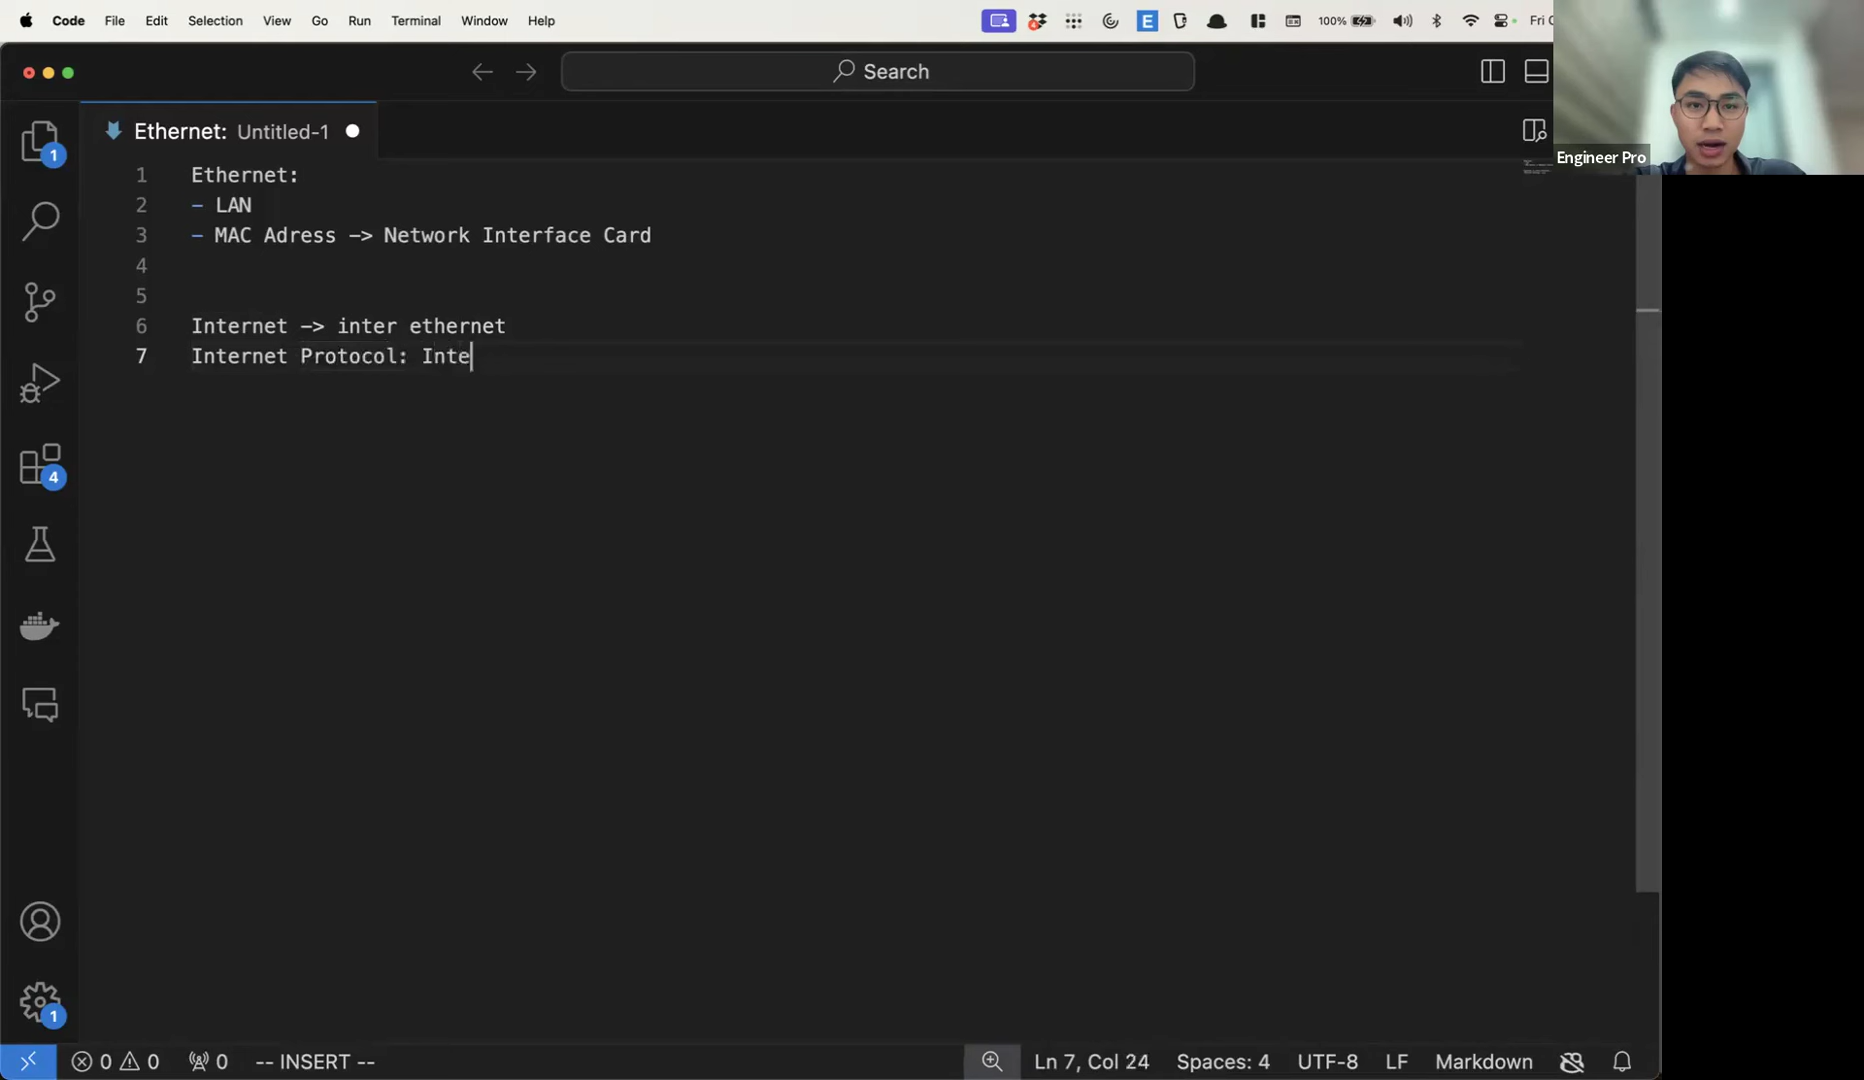 Code File Edit Selection View Go Run Terminal Window Help 4 E 100% Fri
Search
Engineer Pro
Ethernet: Untitled-1
1 Ethernet:
2 - LAN
3 - MAC Adress -> Network Interface Card
4
5
6 Internet -> inter ethernet
7 Internet Protocol: Inte
1
4
1
0 0 0 -- INSERT -- Ln 7, Col 24 Spaces: 4 UTF-8 LF Markdown